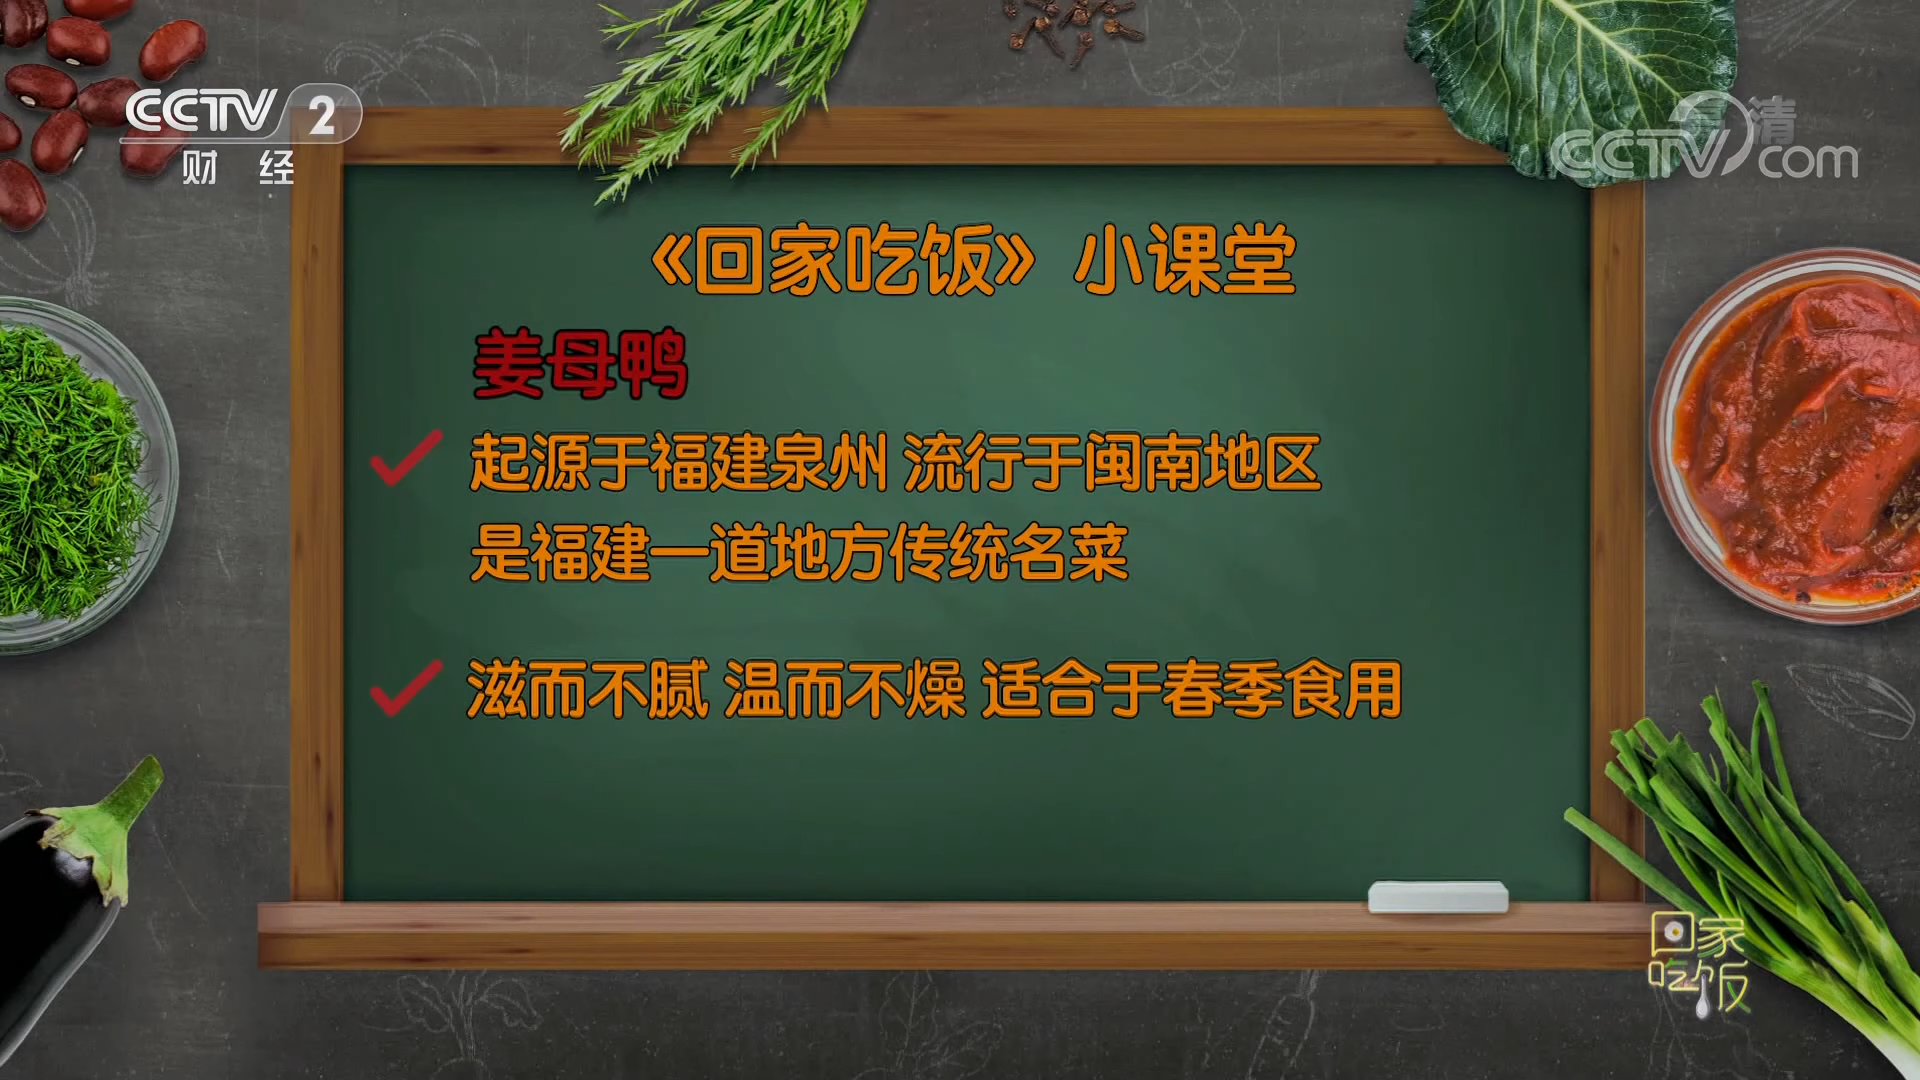 CCTV 2
财 经
高清
CCTV.com
《回家吃饭》小课堂
姜母鸭
起源于福建泉州 流行于闽南地区
是福建一道地方传统名菜
滋而不腻 温而不燥 适合于春季食用
回家
吃饭